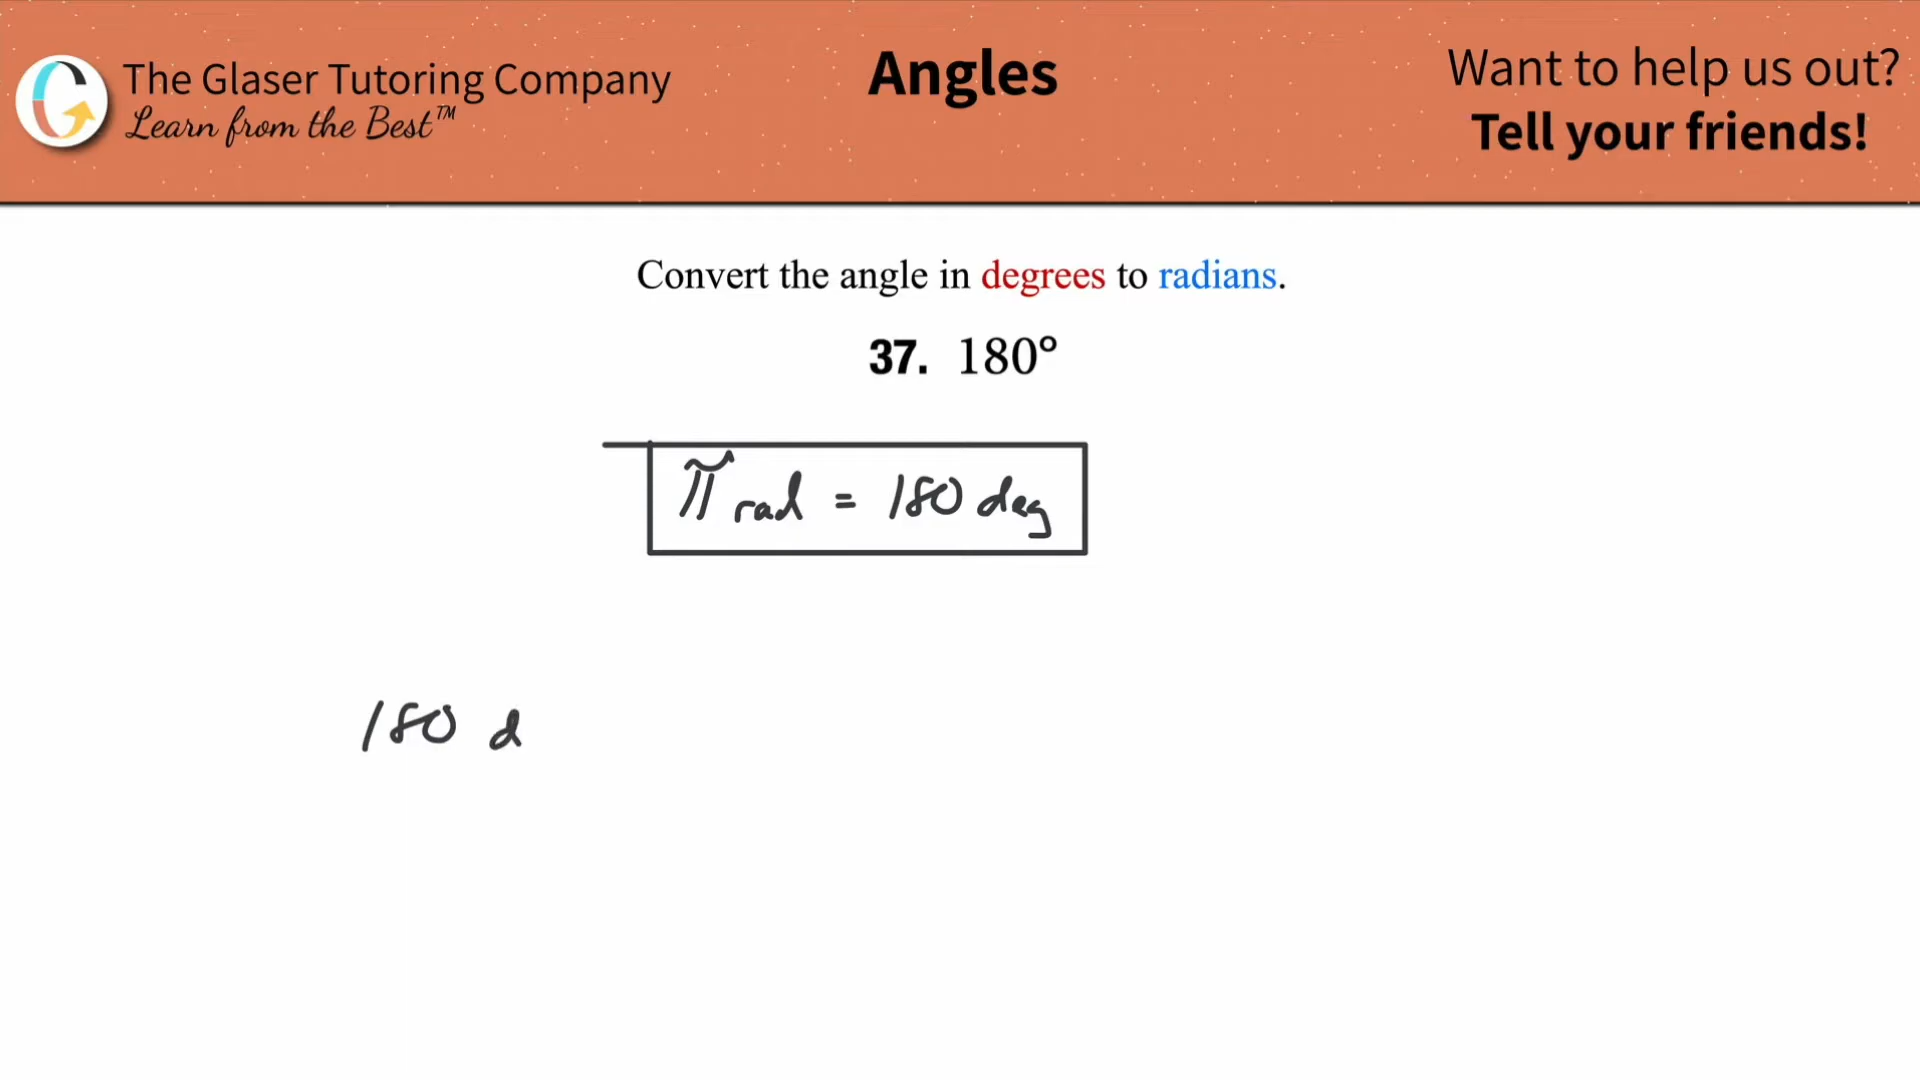 The Glaser Tutoring Company
Learn from the Best™
Angles
Want to help us out?
Tell your friends!
Convert the angle in degrees to radians.
37. 180°
π rad = 180 deg
180 d